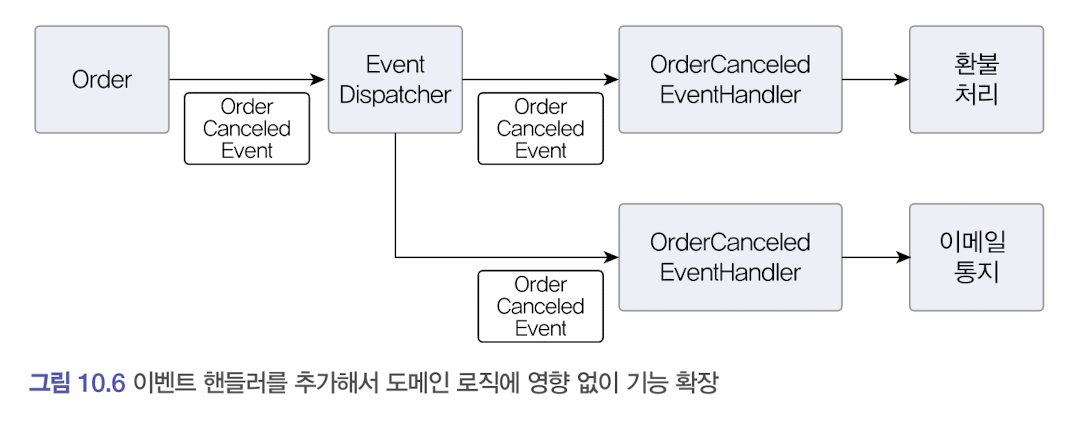 Order
Order
Canceled
Event
Event
Dispatcher
Order
Canceled
Event
OrderCanceled
EventHandler
환불
처리
Order
Canceled
Event
OrderCanceled
EventHandler
이메일
통지
그림 10.6 이벤트 핸들러를 추가해서 도메인 로직에 영향 없이 기능 확장